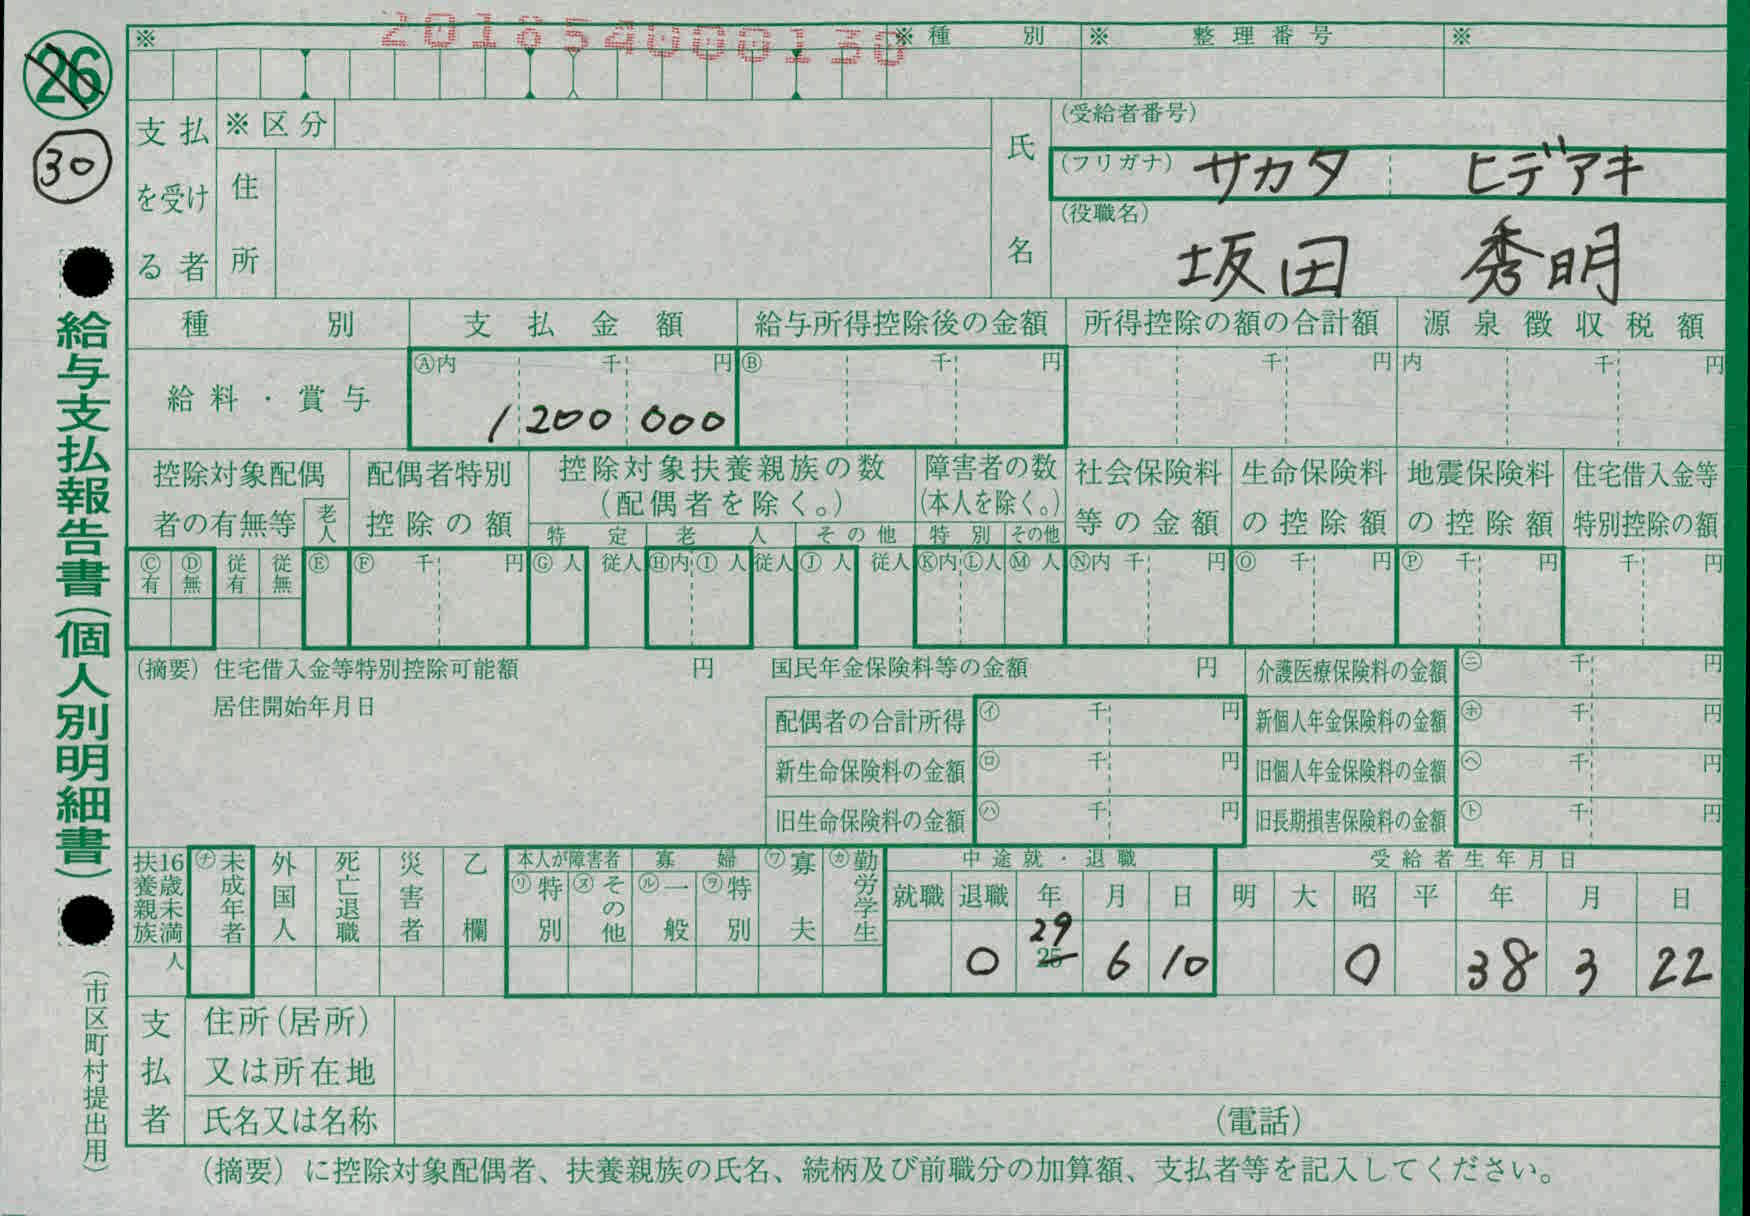 201854000130
※ ※種別 ※ 整理番号 ※
26
30
支払を受ける者
※区分
住所
氏名
(受給者番号)
(フリガナ) サカタ ヒデアキ
(役職名)
坂田 秀明
給与支払報告書(個人別明細書)
(市区町村提出用)
種別 支払金額 給与所得控除後の金額 所得控除の額の合計額 源泉徴収税額
給料・賞与
Ⓐ内 千 円 Ⓑ 千 円 千 円 内 千 円
1 200 000
控除対象配偶者の有無等 老人 配偶者特別控除の額 控除対象扶養親族の数(配偶者を除く。) 障害者の数(本人を除く。) 社会保険料等の金額 生命保険料の控除額 地震保険料の控除額 住宅借入金等特別控除の額
特定 老人 その他 特別 その他
Ⓒ有 Ⓓ無 従有 従無 Ⓔ Ⓕ 千 円 Ⓖ 人 従人 Ⓗ内 Ⓘ 人 従人 Ⓙ 人 従人 Ⓚ内 Ⓛ人 Ⓜ 人 Ⓝ内 千 円 Ⓞ 千 円 Ⓟ 千 円 千 円
(摘要) 住宅借入金等特別控除可能額 円 国民年金保険料等の金額 円
居住開始年月日
介護医療保険料の金額 ㊁ 千 円
配偶者の合計所得 ㋑ 千 円 新個人年金保険料の金額 ㋭ 千 円
新生命保険料の金額 ㋺ 千 円 旧個人年金保険料の金額 ㋬ 千 円
旧生命保険料の金額 ㋩ 千 円 旧長期損害保険料の金額 ㋣ 千 円
16歳未満扶養親族 ㋠未成年者 外国人 死亡退職 災害者 乙欄 本人が障害者 寡婦 ㋻寡夫 ㋕勤労学生 中途就・退職 受給者生年月日
㋷特別 ㋦その他 ㋸一般 ㋾特別 就職 退職 年 月 日 明 大 昭 平 年 月 日
人
29
0 25 6 10 0 38 3 22
支払者
住所(居所)
又は所在地
氏名又は名称 (電話)
(摘要)に控除対象配偶者、扶養親族の氏名、続柄及び前職分の加算額、支払者等を記入してください。